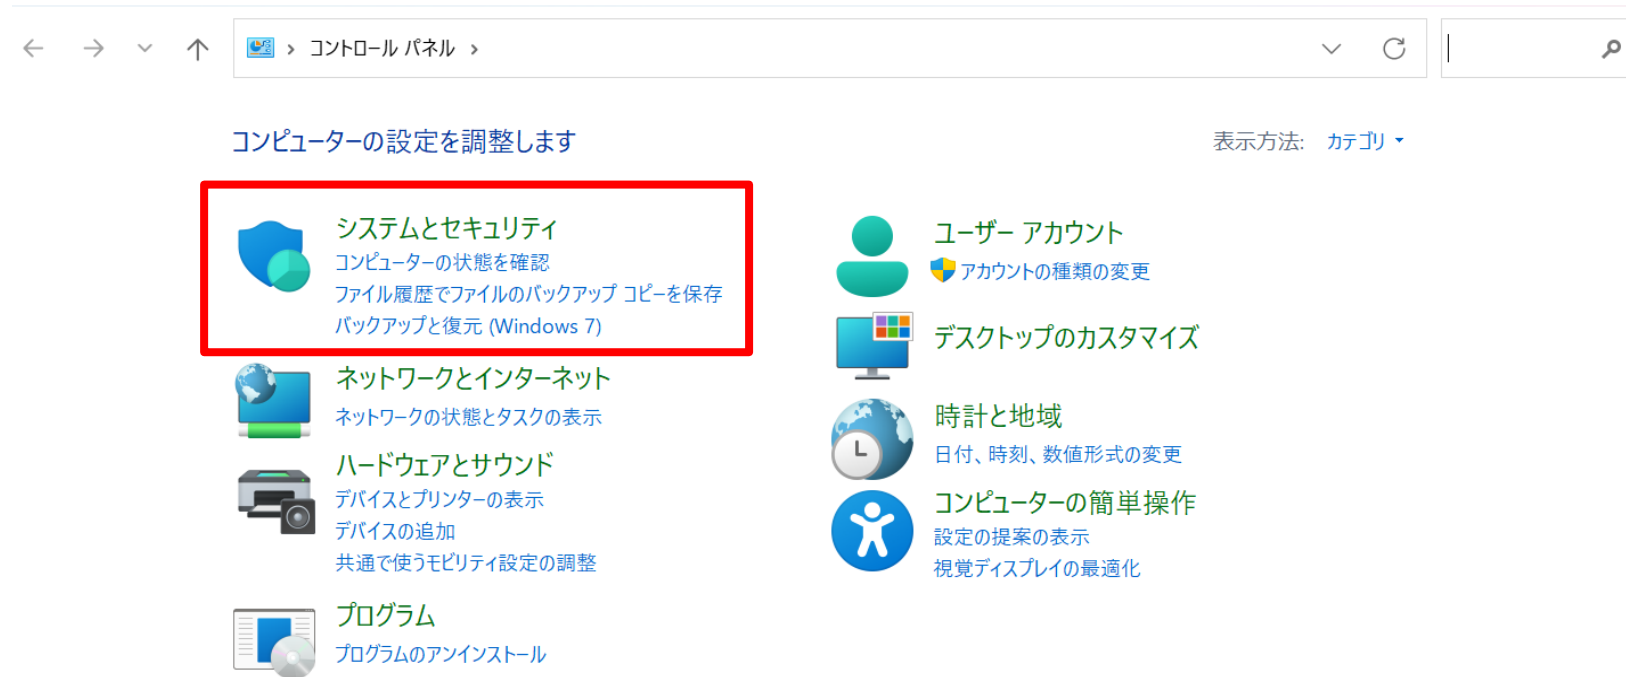 コントロール パネル
コンピューターの設定を調整します
表示方法: カテゴリ
システムとセキュリティ
コンピューターの状態を確認
ファイル履歴でファイルのバックアップ コピーを保存
バックアップと復元 (Windows 7)
ネットワークとインターネット
ネットワークの状態とタスクの表示
ハードウェアとサウンド
デバイスとプリンターの表示
デバイスの追加
共通で使うモビリティ設定の調整
プログラム
プログラムのアンインストール
ユーザー アカウント
アカウントの種類の変更
デスクトップのカスタマイズ
時計と地域
日付、時刻、数値形式の変更
コンピューターの簡単操作
設定の提案の表示
視覚ディスプレイの最適化